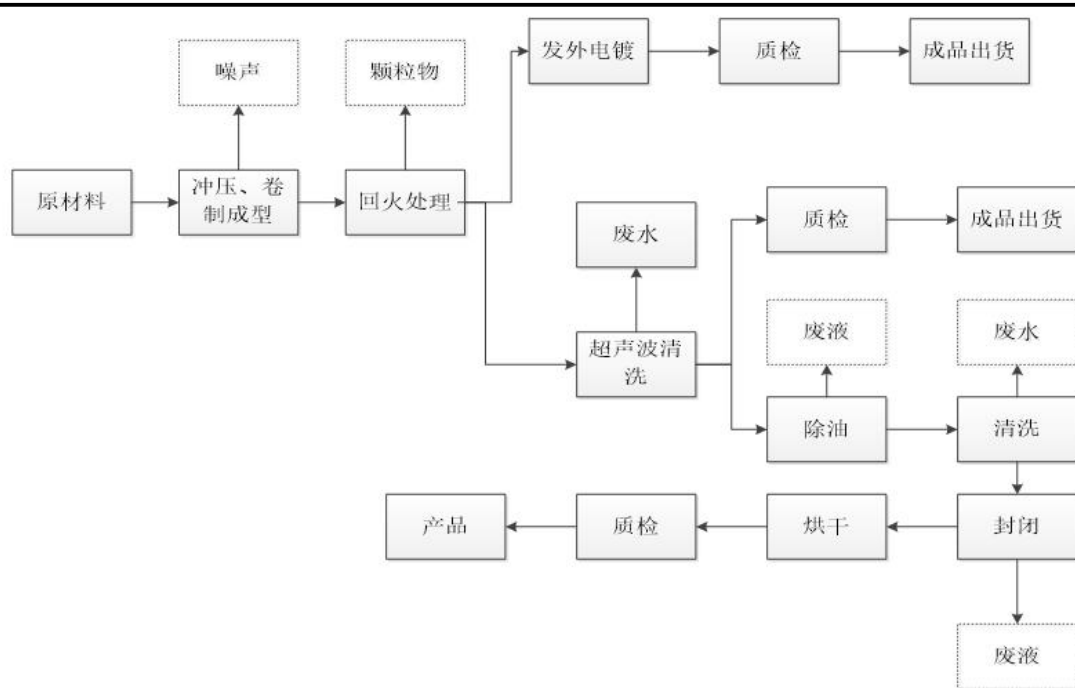 发外电镀
质检
成品出货
噪声
颗粒物
原材料
冲压、卷
制成型
回火处理
废水
质检
成品出货
超声波清
洗
废液
废水
除油
清洗
产品
质检
烘干
封闭
废液